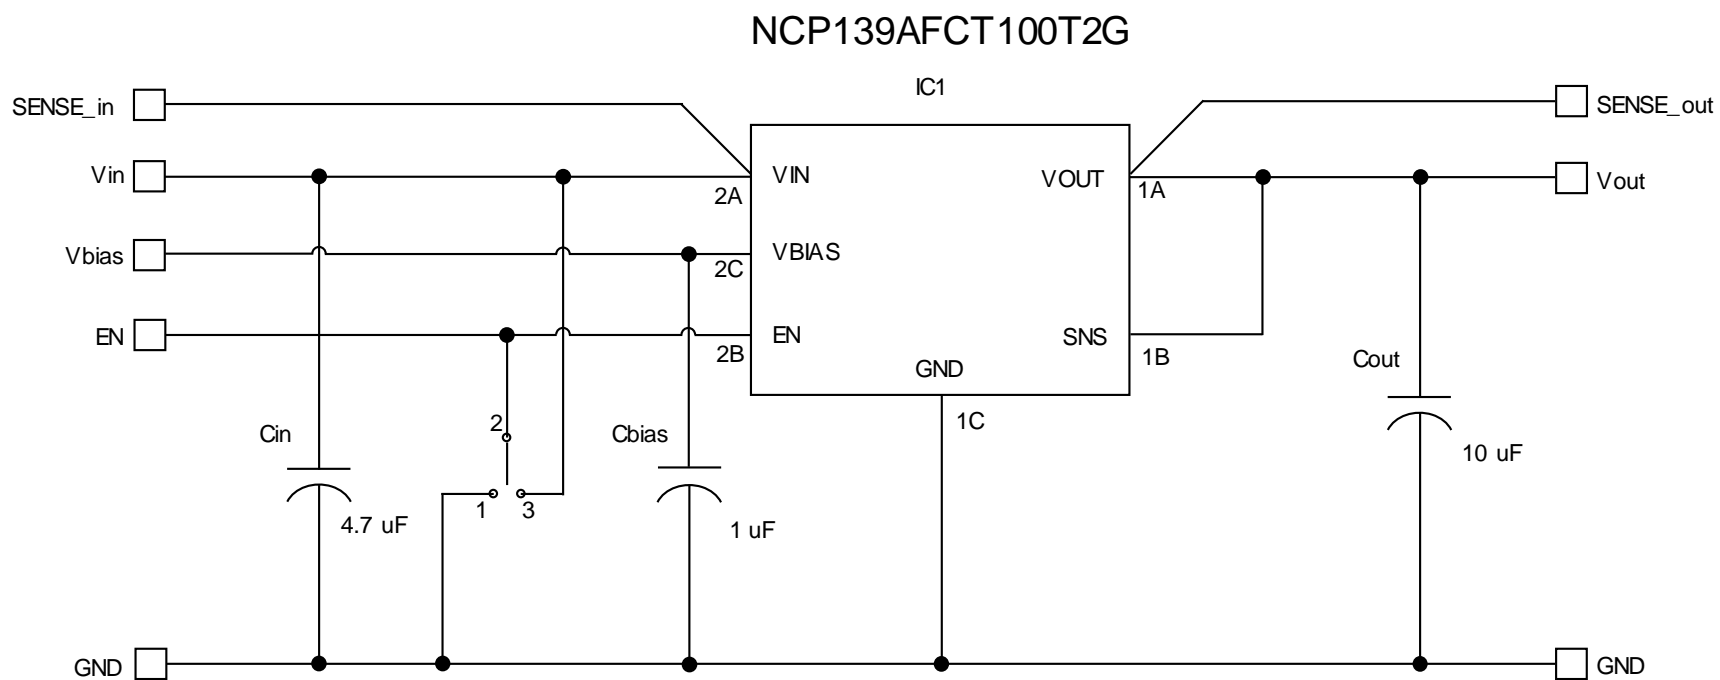 NCP139AFCT100T2G
IC1
SENSE_in
SENSE_out
Vin
VIN
VOUT
Vout
2A
1A
Vbias
VBIAS
2C
EN
EN
SNS
2B
1B
GND
Cout
1C
Cin
2
Cbias
10 uF
1
3
4.7 uF
1 uF
GND
GND